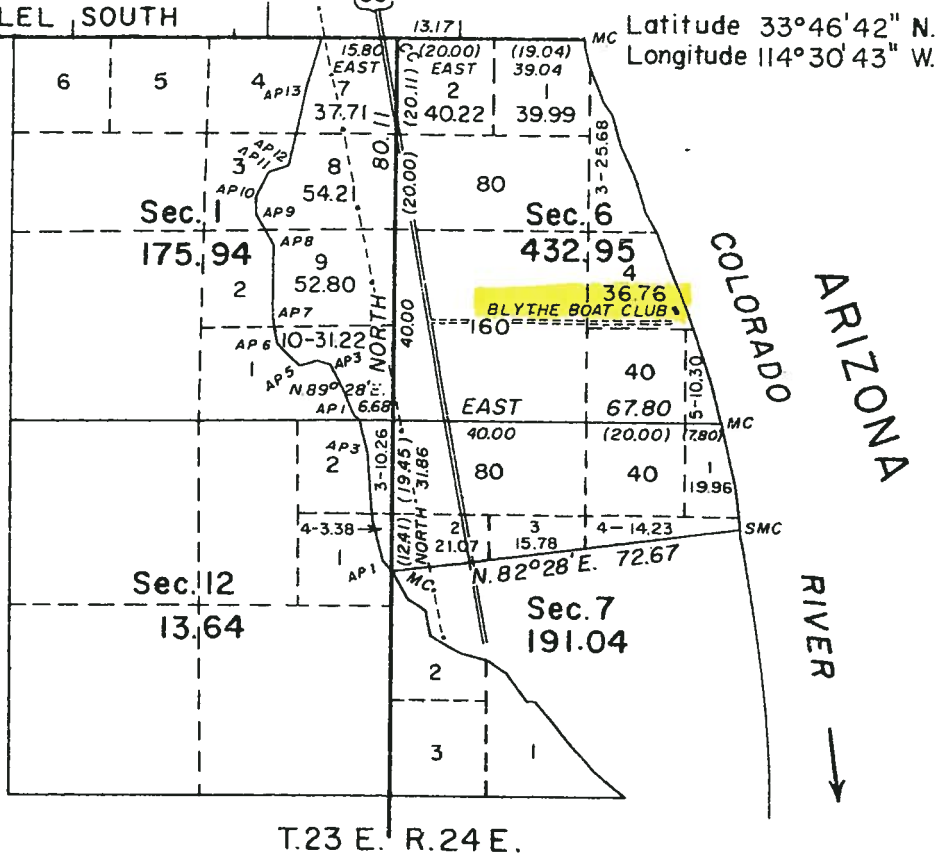 LEL SOUTH
13.17
MC Latitude 33°46'42" N.
Longitude 114°30'43" W.
15.80 (20.00) (19.04)
EAST EAST 39.04
6 5 4 AP13 7 2 1
37.71 (20.11) 40.22 39.99
80.11
3 AP12
AP11
AP10
8
54.21
(20.00)
80
3-25.68
AP9
Sec. 1
175.94
AP8
Sec. 6
432.95
COLORADO
ARIZONA
2 9
52.80
4
36.76
BLYTHE BOAT CLUB
AP7
NORTH
40.00
160
AP6 10-31.22
1 AP5 AP3
N.89°28'E.
AP1 6.68
40
67.80
5-10.30
EAST
MC
40.00 (20.00) (7.80)
AP3
2
3-10.26
(19.45)
31.86
80 40 1
19.96
4-3.38
1
AP1
(12.41)
NORTH
2
21.07
3
15.78
4-14.23
SMC
MC.
N.82°28'E. 72.67
Sec. 12
13.64
Sec. 7
191.04
RIVER
2
3 1
T.23 E. R.24 E.